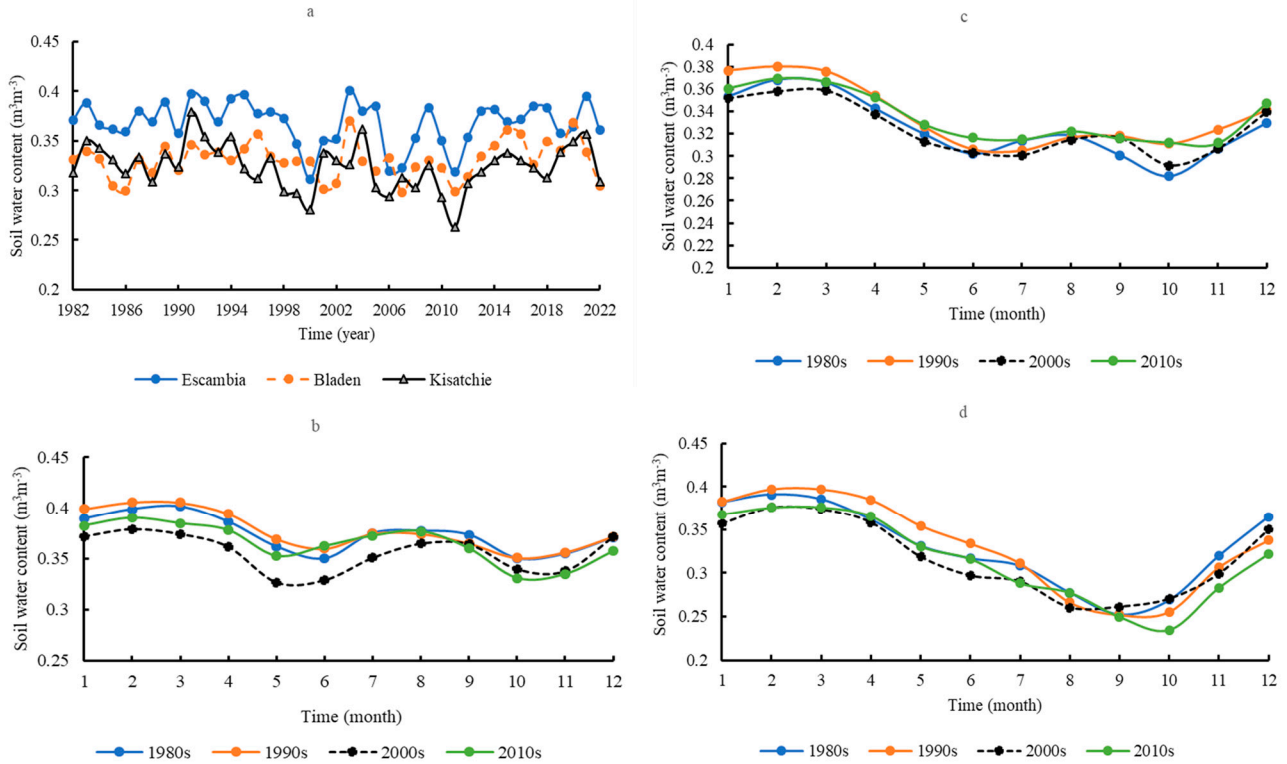 a
Soil water content (m³m⁻³)
0.45
0.4
0.35
0.3
0.25
0.2
1982 1986 1990 1994 1998 2002 2006 2010 2014 2018 2022
Time (year)
Escambia Bladen Kisatchie
c
Soil water content (m³m⁻³)
0.4
0.38
0.36
0.34
0.32
0.3
0.28
0.26
0.24
0.22
0.2
1 2 3 4 5 6 7 8 9 10 11 12
Time (month)
1980s 1990s 2000s 2010s
b
Soil water content (m³m⁻³)
0.45
0.4
0.35
0.3
0.25
1 2 3 4 5 6 7 8 9 10 11 12
Time (month)
1980s 1990s 2000s 2010s
d
Soil water content (m³m⁻³)
0.45
0.4
0.35
0.3
0.25
0.2
1 2 3 4 5 6 7 8 9 10 11 12
Time (month)
1980s 1990s 2000s 2010s